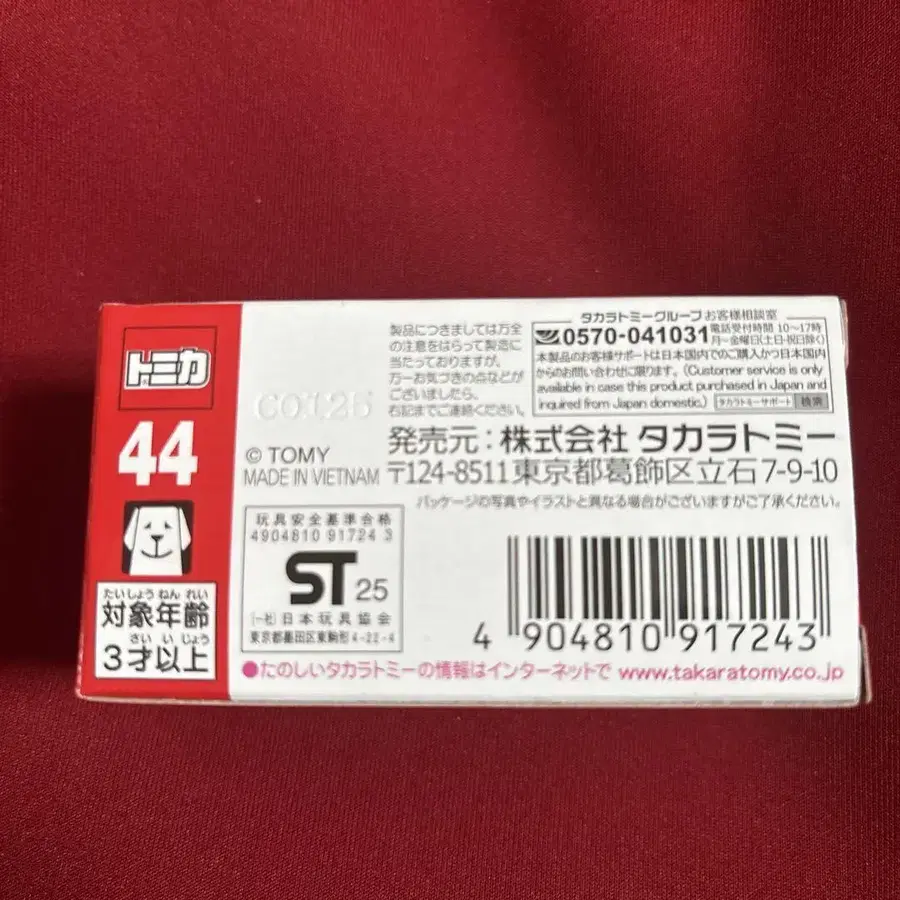 トミカ
44
たいしょうねんれい
対象年齢
さいいじょう
3才以上
© TOMY
MADE IN VIETNAM
製品につきましては万全
の注意をはらって製造に
当たっておりますが、
万一お気づきの点などが
ございましたら、
右記までご連絡ください。
タカラトミーグループお客様相談室
0570-041031 電話受付時間 10〜17時
月〜金曜日(土日・祝日除く)
本製品のお客様サポートは日本国内でのご購入かつ日本国内
からのお問い合わせに限ります。(Customer service is only
available in case this product purchased in Japan and
inquired from Japan domestic.) タカラトミーサポート 検索
発売元:株式会社 タカラトミー
〒124-8511 東京都葛飾区立石7-9-10
パッケージの写真やイラストと異なる場合がございますがご了承ください。
玩具安全基準合格
4904810 91724 3
ST 25
(一社)日本玩具協会
東京都墨田区東駒形4-22-4
4 904810 917243
●たのしいタカラトミーの情報はインターネットで www.takaratomy.co.jp